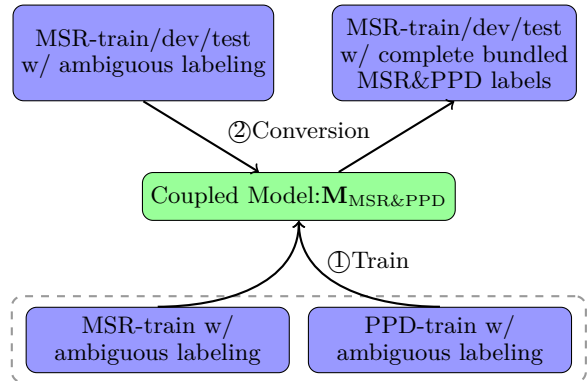 MSR-train/dev/test
w/ ambiguous labeling
MSR-train/dev/test
w/ complete bundled
MSR&PPD labels
②Conversion
Coupled Model:M_MSR&PPD
①Train
MSR-train w/
ambiguous labeling
PPD-train w/
ambiguous labeling